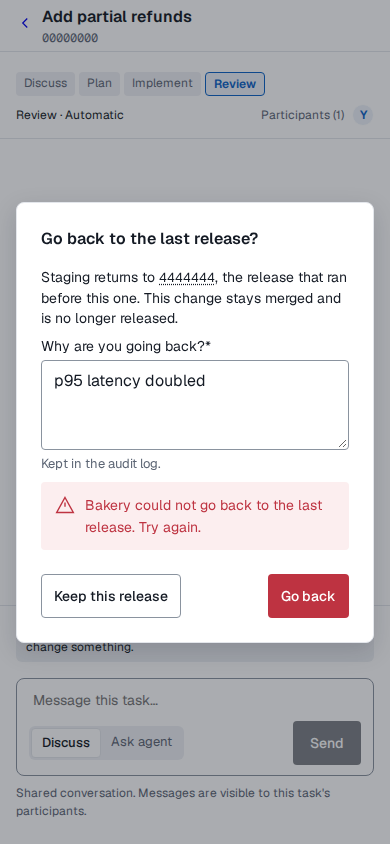 Add partial refunds
00000000
Discuss Plan Implement Review
Review · Automatic Participants (1) Y
Go back to the last release?
Staging returns to 4444444, the release that ran
before this one. This change stays merged and
is no longer released.
Why are you going back?*
p95 latency doubled
Kept in the audit log.
Bakery could not go back to the last
release. Try again.
Keep this release Go back
change something.
Message this task...
Discuss Ask agent Send
Shared conversation. Messages are visible to this task's
participants.